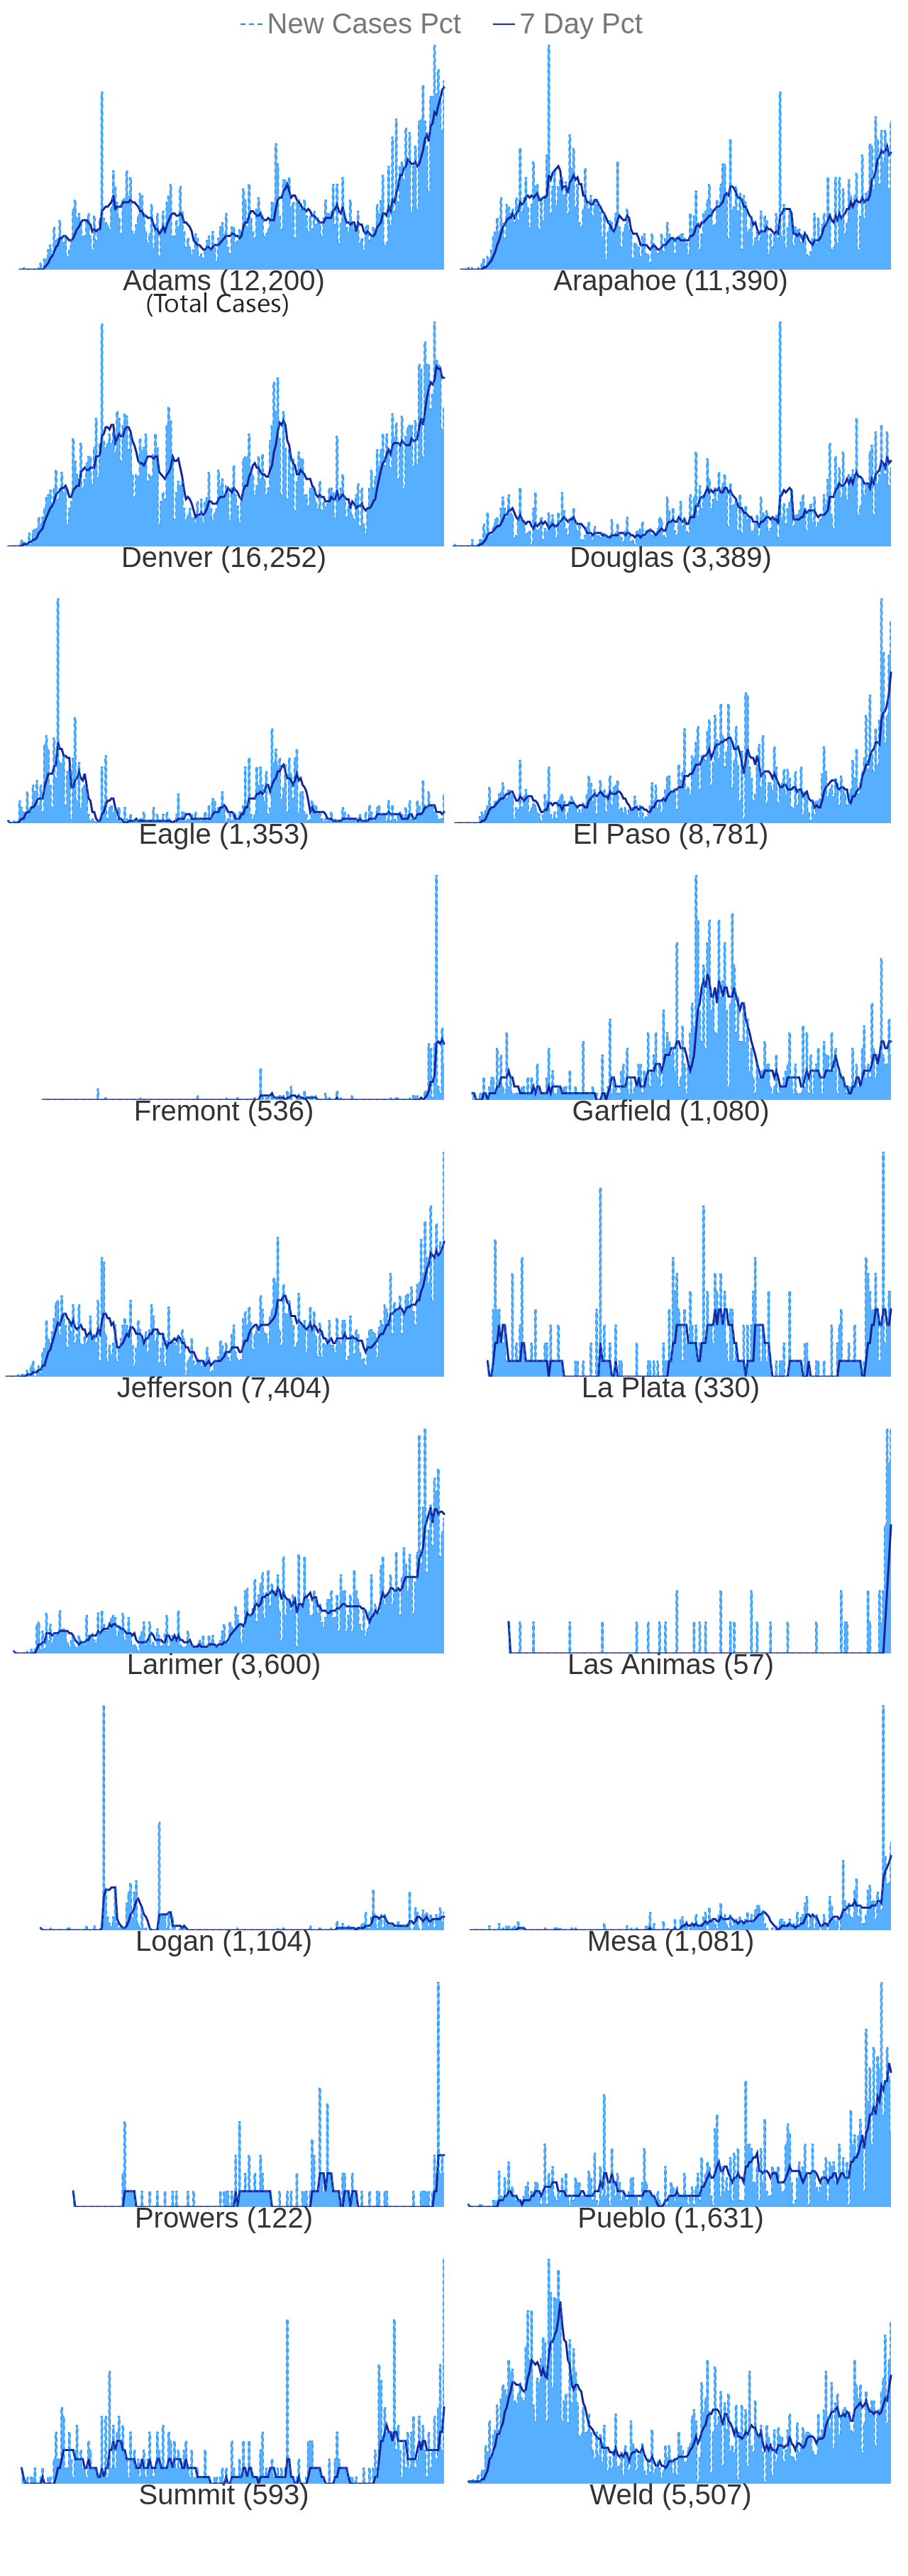 New Cases Pct 7 Day Pct
Adams (12,200) Arapahoe (11,390)
(Total Cases)
Denver (16,252) Douglas (3,389)
Eagle (1,353) El Paso (8,781)
Fremont (536) Garfield (1,080)
Jefferson (7,404) La Plata (330)
Larimer (3,600) Las Animas (57)
Logan (1,104) Mesa (1,081)
Prowers (122) Pueblo (1,631)
Summit (593) Weld (5,507)